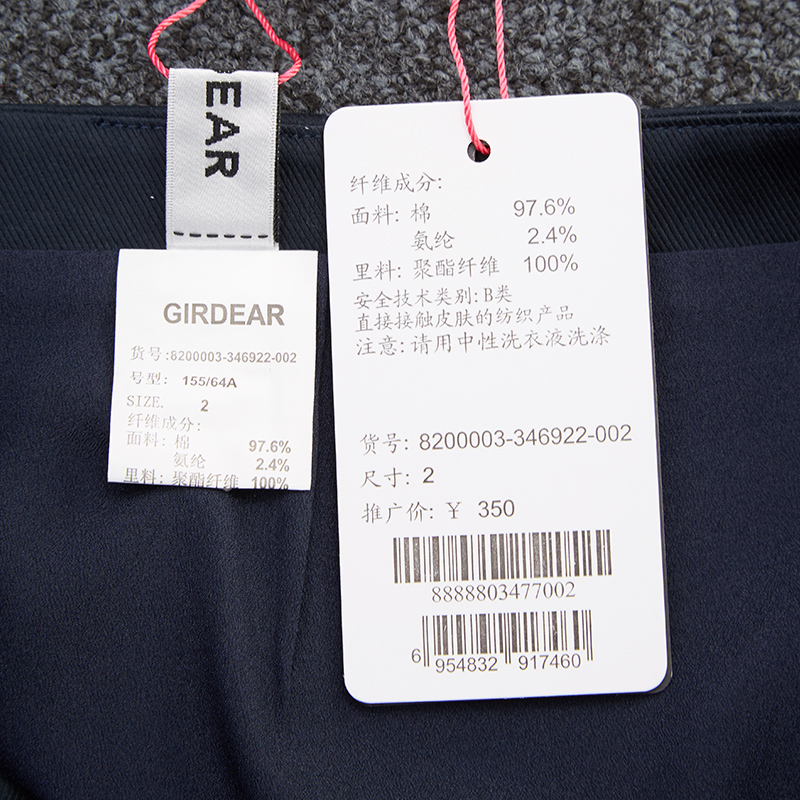 EAR
GIRDEAR
货号:8200003-346922-002
号型: 155/64A
SIZE. 2
纤维成分:
面料: 棉 97.6%
氨纶 2.4%
里料: 聚酯纤维 100%
纤维成分:
面料: 棉 97.6%
氨纶 2.4%
里料: 聚酯纤维 100%
安全技术类别: B类
直接接触皮肤的纺织产品
注意: 请用中性洗衣液洗涤
货号: 8200003-346922-002
尺寸: 2
推广价: ¥ 350
8888803477002
6 954832 917460